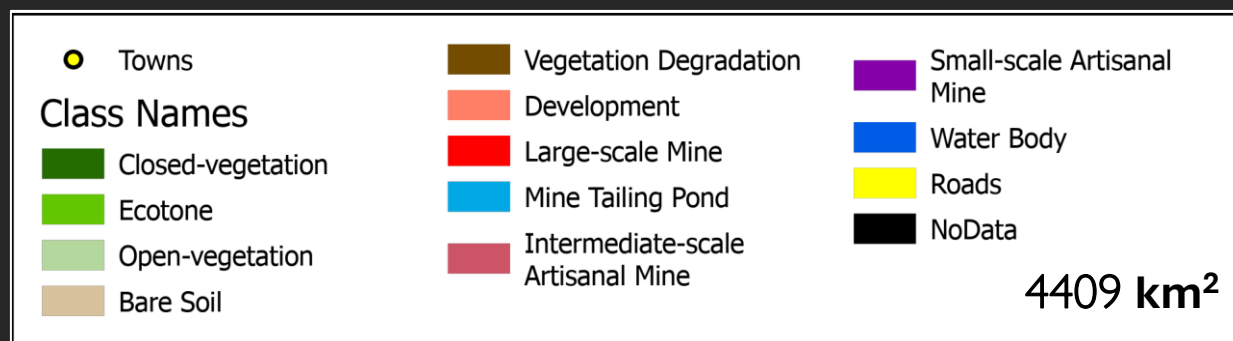 Towns
Class Names
Closed-vegetation
Ecotone
Open-vegetation
Bare Soil
Vegetation Degradation
Development
Large-scale Mine
Mine Tailing Pond
Intermediate-scale
Artisanal Mine
Small-scale Artisanal
Mine
Water Body
Roads
NoData
4409 km²